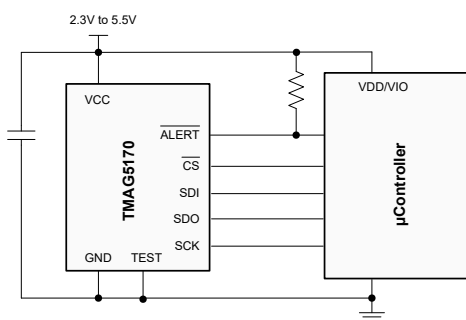 2.3V to 5.5V
VCC
VDD/VIO
ALERT
CS
SDI
SDO
SCK
GND TEST
TMAG5170
µController